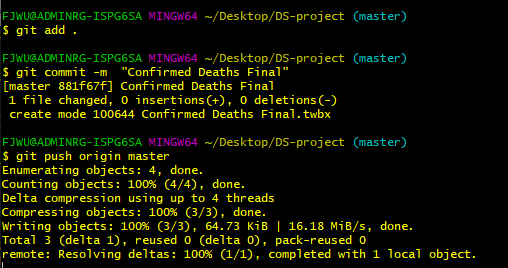 FJWU@ADMINRG-ISPG6SA MINGW64 ~/Desktop/DS-project (master)
$ git add .
FJWU@ADMINRG-ISPG6SA MINGW64 ~/Desktop/DS-project (master)
$ git commit -m  "Confirmed Deaths Final"
[master 881f67f] Confirmed Deaths Final
 1 file changed, 0 insertions(+), 0 deletions(-)
 create mode 100644 Confirmed Deaths Final.twbx
FJWU@ADMINRG-ISPG6SA MINGW64 ~/Desktop/DS-project (master)
$ git push origin master
Enumerating objects: 4, done.
Counting objects: 100% (4/4), done.
Delta compression using up to 4 threads
Compressing objects: 100% (3/3), done.
Writing objects: 100% (3/3), 64.73 KiB | 16.18 MiB/s, done.
Total 3 (delta 1), reused 0 (delta 0), pack-reused 0
remote: Resolving deltas: 100% (1/1), completed with 1 local object.